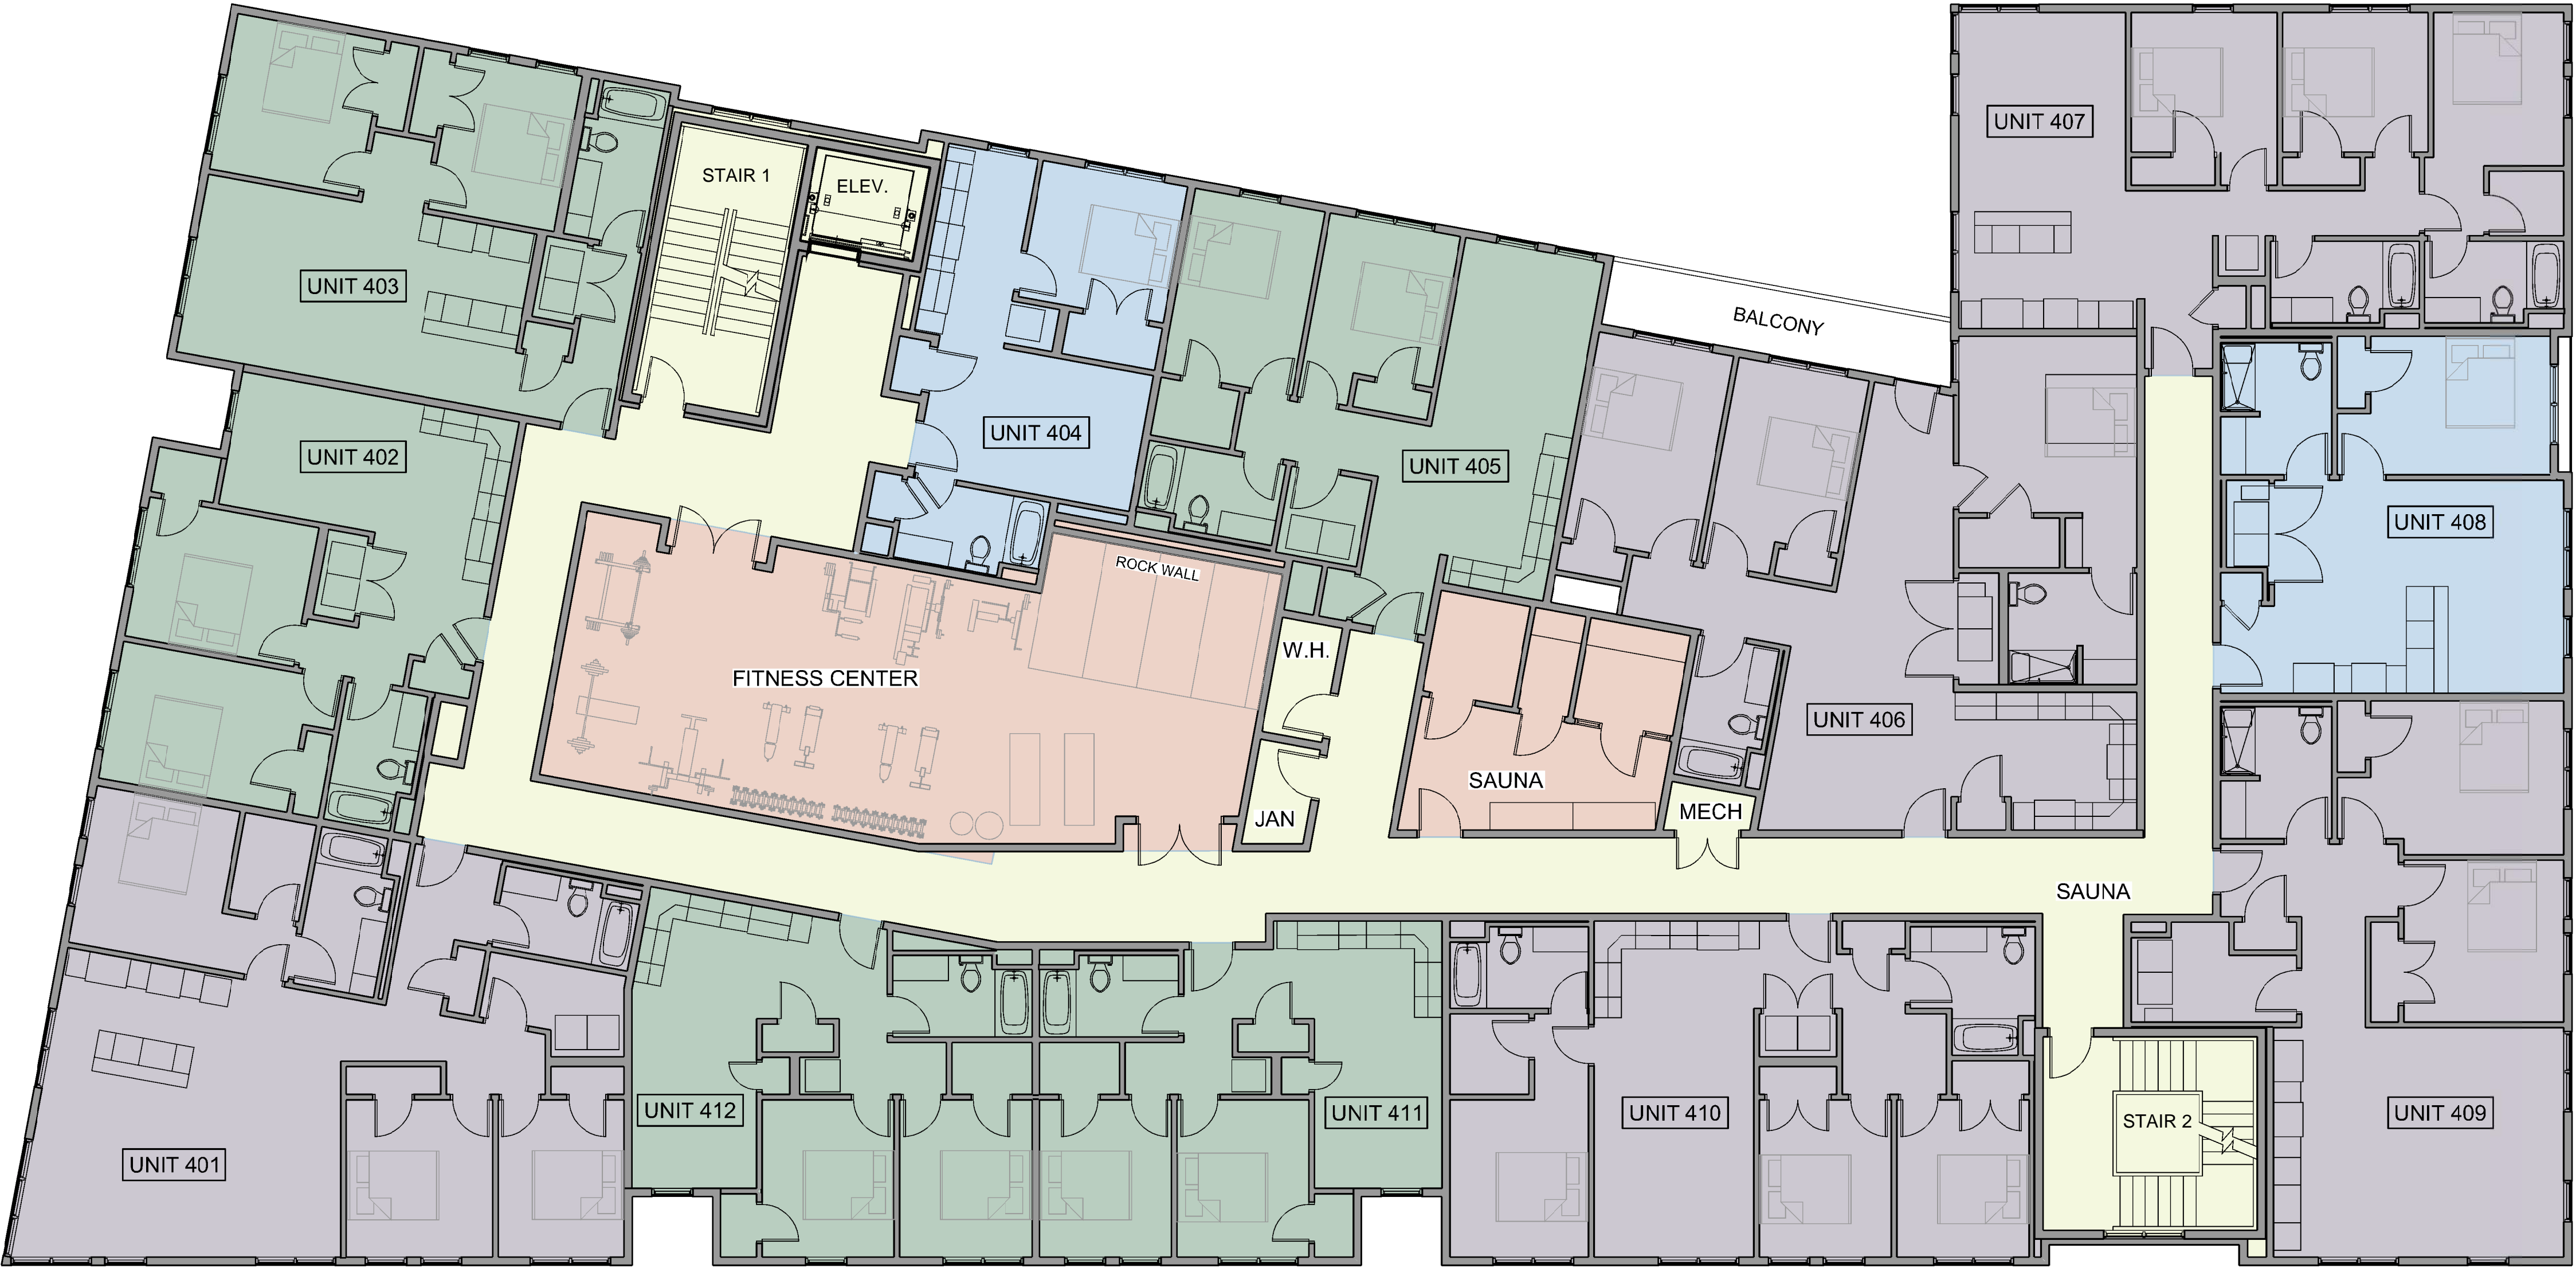 UNIT 407
STAIR 1
ELEV.
UNIT 403
BALCONY
UNIT 404
UNIT 402
UNIT 405
UNIT 408
ROCK WALL
W.H.
FITNESS CENTER
UNIT 406
SAUNA
MECH
JAN
SAUNA
UNIT 412
UNIT 411
UNIT 410
STAIR 2
UNIT 409
UNIT 401